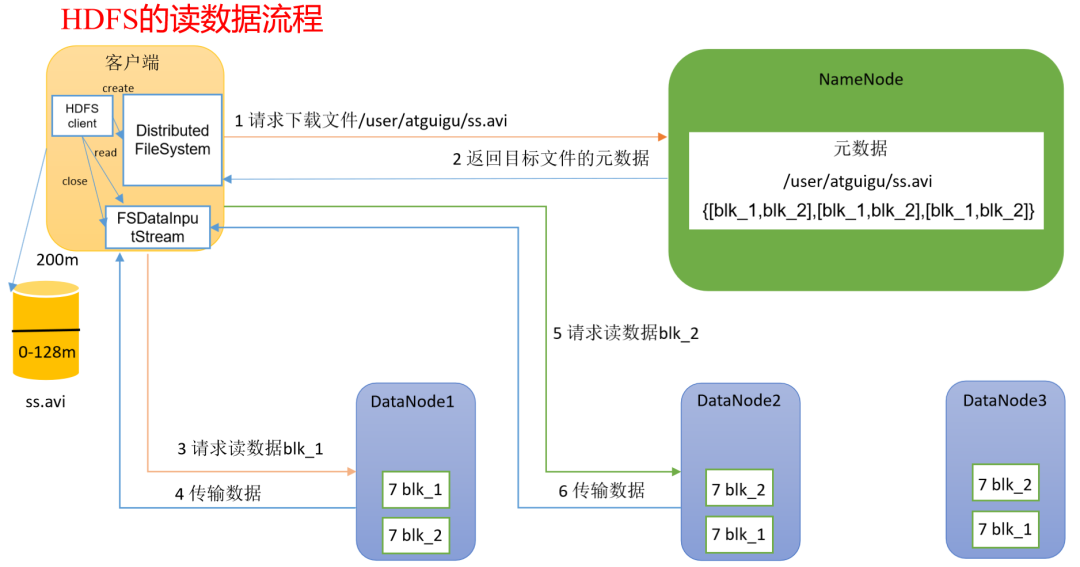 HDFS的读数据流程
客户端
create
HDFS
client
Distributed
FileSystem
read
close
FSDataInpu
tStream
1 请求下载文件/user/atguigu/ss.avi
2 返回目标文件的元数据
NameNode
元数据
/user/atguigu/ss.avi
{[blk_1,blk_2],[blk_1,blk_2],[blk_1,blk_2]}
200m
0-128m
ss.avi
5 请求读数据blk_2
3 请求读数据blk_1
4 传输数据
6 传输数据
DataNode1
7 blk_1
7 blk_2
DataNode2
7 blk_2
7 blk_1
DataNode3
7 blk_2
7 blk_1